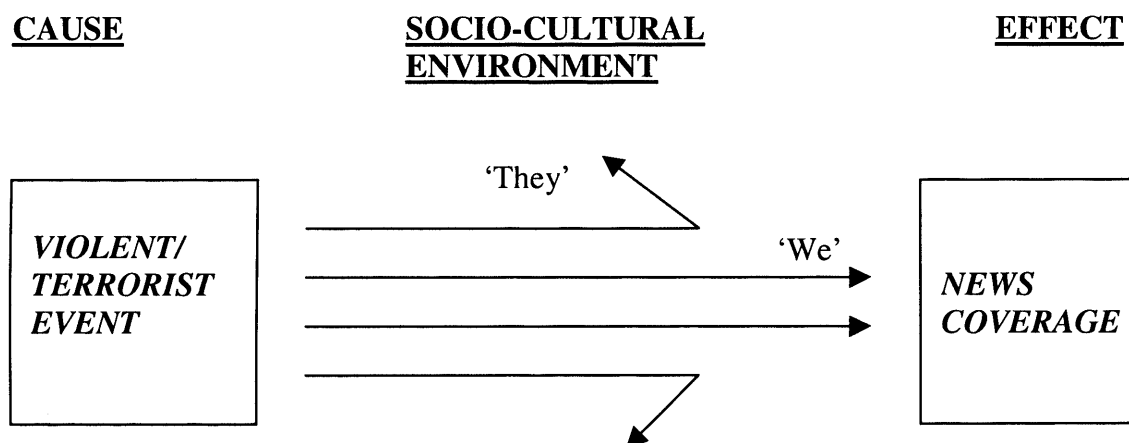 CAUSE
SOCIO-CULTURAL
ENVIRONMENT
EFFECT
‘They’
‘We’
VIOLENT/
TERRORIST
EVENT
NEWS
COVERAGE